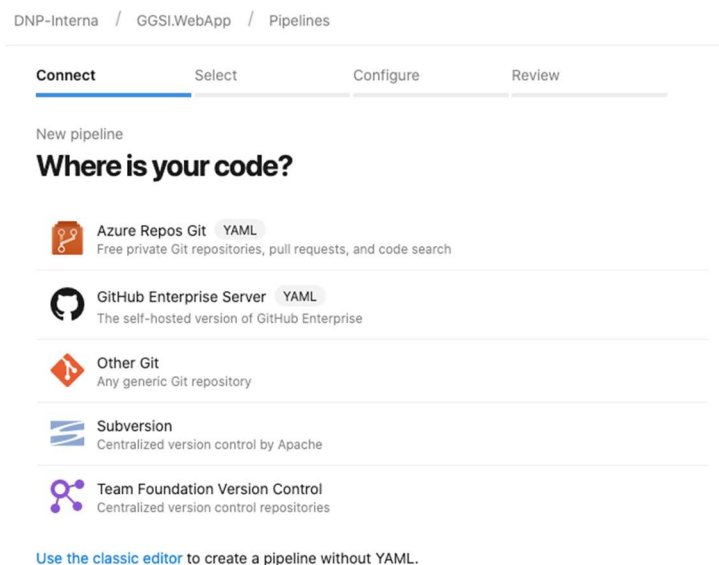 DNP-Interna / GGSI.WebApp / Pipelines
Connect Select Configure Review
New pipeline
Where is your code?
Azure Repos Git YAML
Free private Git repositories, pull requests, and code search
GitHub Enterprise Server YAML
The self-hosted version of GitHub Enterprise
Other Git
Any generic Git repository
Subversion
Centralized version control by Apache
Team Foundation Version Control
Centralized version control repositories
Use the classic editor to create a pipeline without YAML.